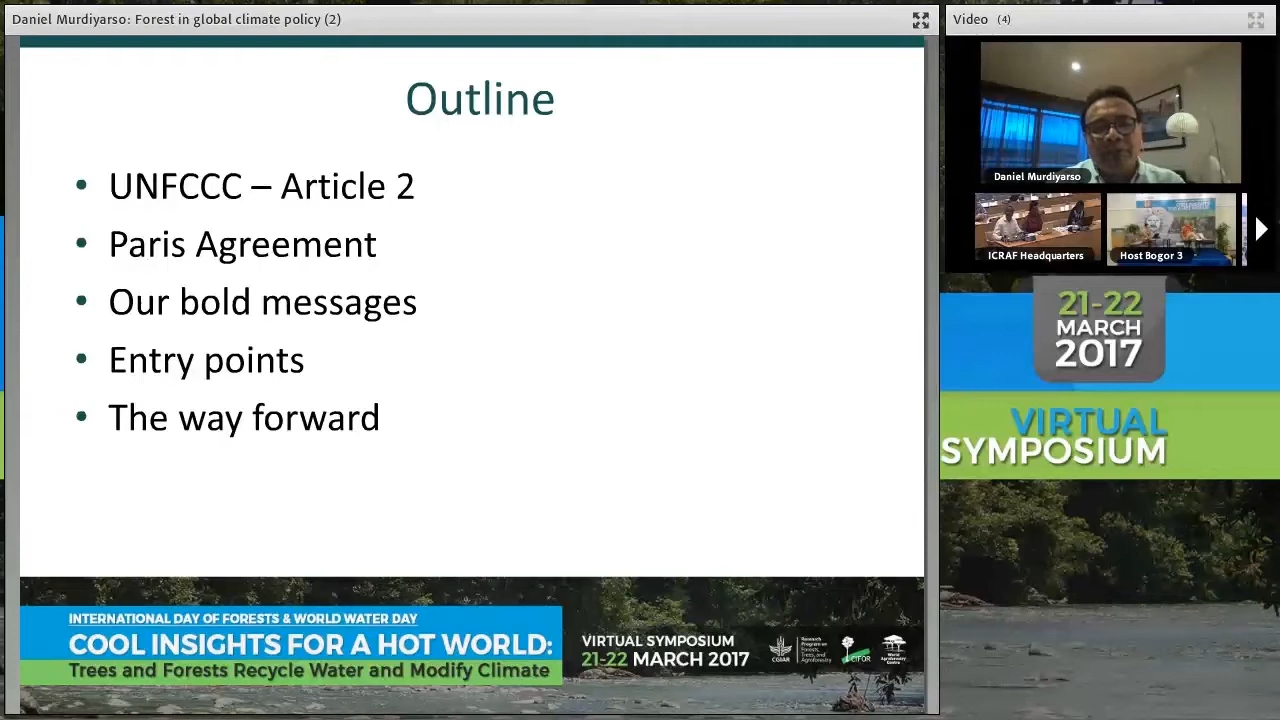 Daniel Murdiyarso: Forest in global climate policy (2)
Outline
• UNFCCC – Article 2
• Paris Agreement
• Our bold messages
• Entry points
• The way forward
INTERNATIONAL DAY OF FORESTS & WORLD WATER DAY
COOL INSIGHTS FOR A HOT WORLD:
Trees and Forests Recycle Water and Modify Climate
VIRTUAL SYMPOSIUM
21-22 MARCH 2017
CGIAR
Research
Program on
Forests,
Trees, and
Agroforestry
CIFOR
World
Agroforestry
Centre
Video (4)
Daniel Murdiyarso
ICRAF Headquarters
Host Bogor 3
21-22
MARCH
2017
VIRTUAL
SYMPOSIUM